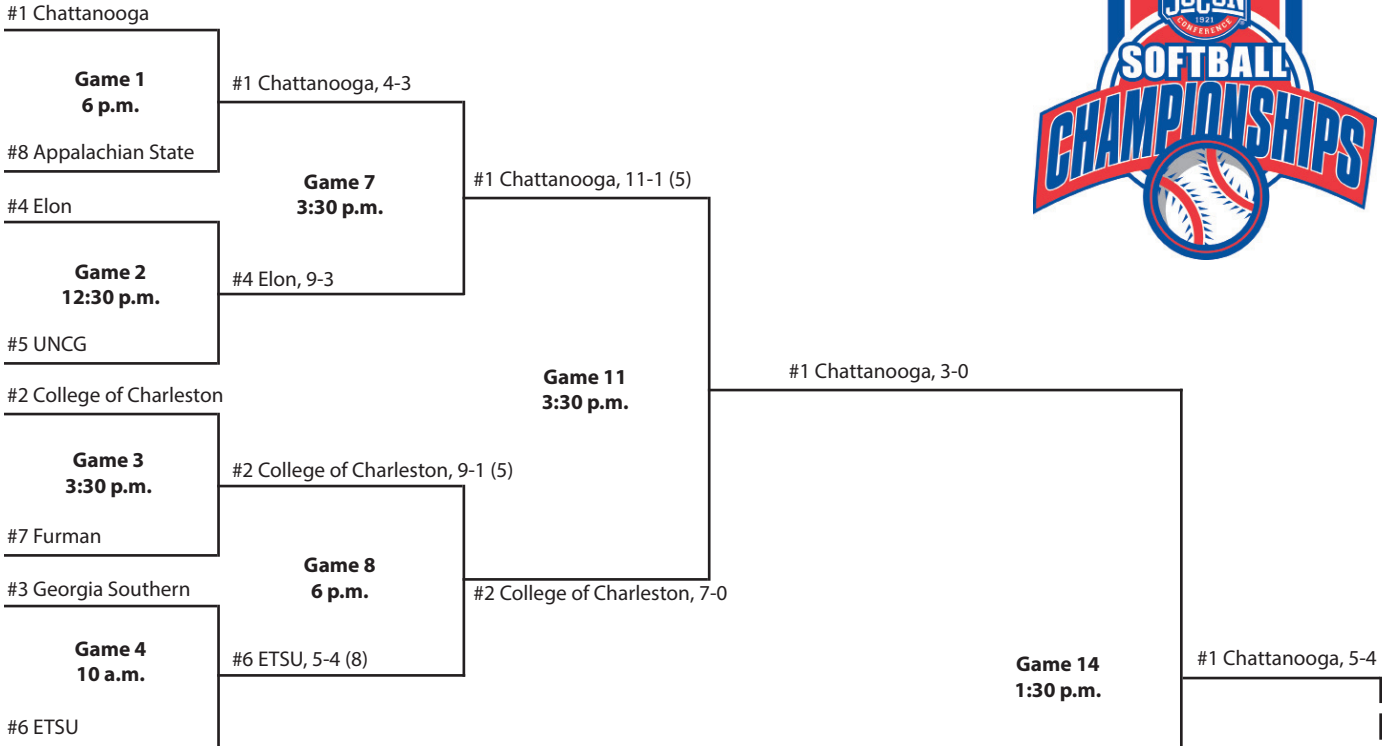 #1 Chattanooga
Game 1
6 p.m.
#1 Chattanooga, 4-3
#8 Appalachian State
Game 7
3:30 p.m.
#1 Chattanooga, 11-1 (5)
#4 Elon
Game 2
12:30 p.m.
#4 Elon, 9-3
#5 UNCG
#2 College of Charleston
Game 11
3:30 p.m.
#1 Chattanooga, 3-0
Game 3
3:30 p.m.
#2 College of Charleston, 9-1 (5)
#7 Furman
Game 8
6 p.m.
#2 College of Charleston, 7-0
#3 Georgia Southern
Game 4
10 a.m.
#6 ETSU, 5-4 (8)
#6 ETSU
Game 14
1:30 p.m.
#1 Chattanooga, 5-4
SOCON
1921
CONFERENCE
SOFTBALL
CHAMPIONSHIPS